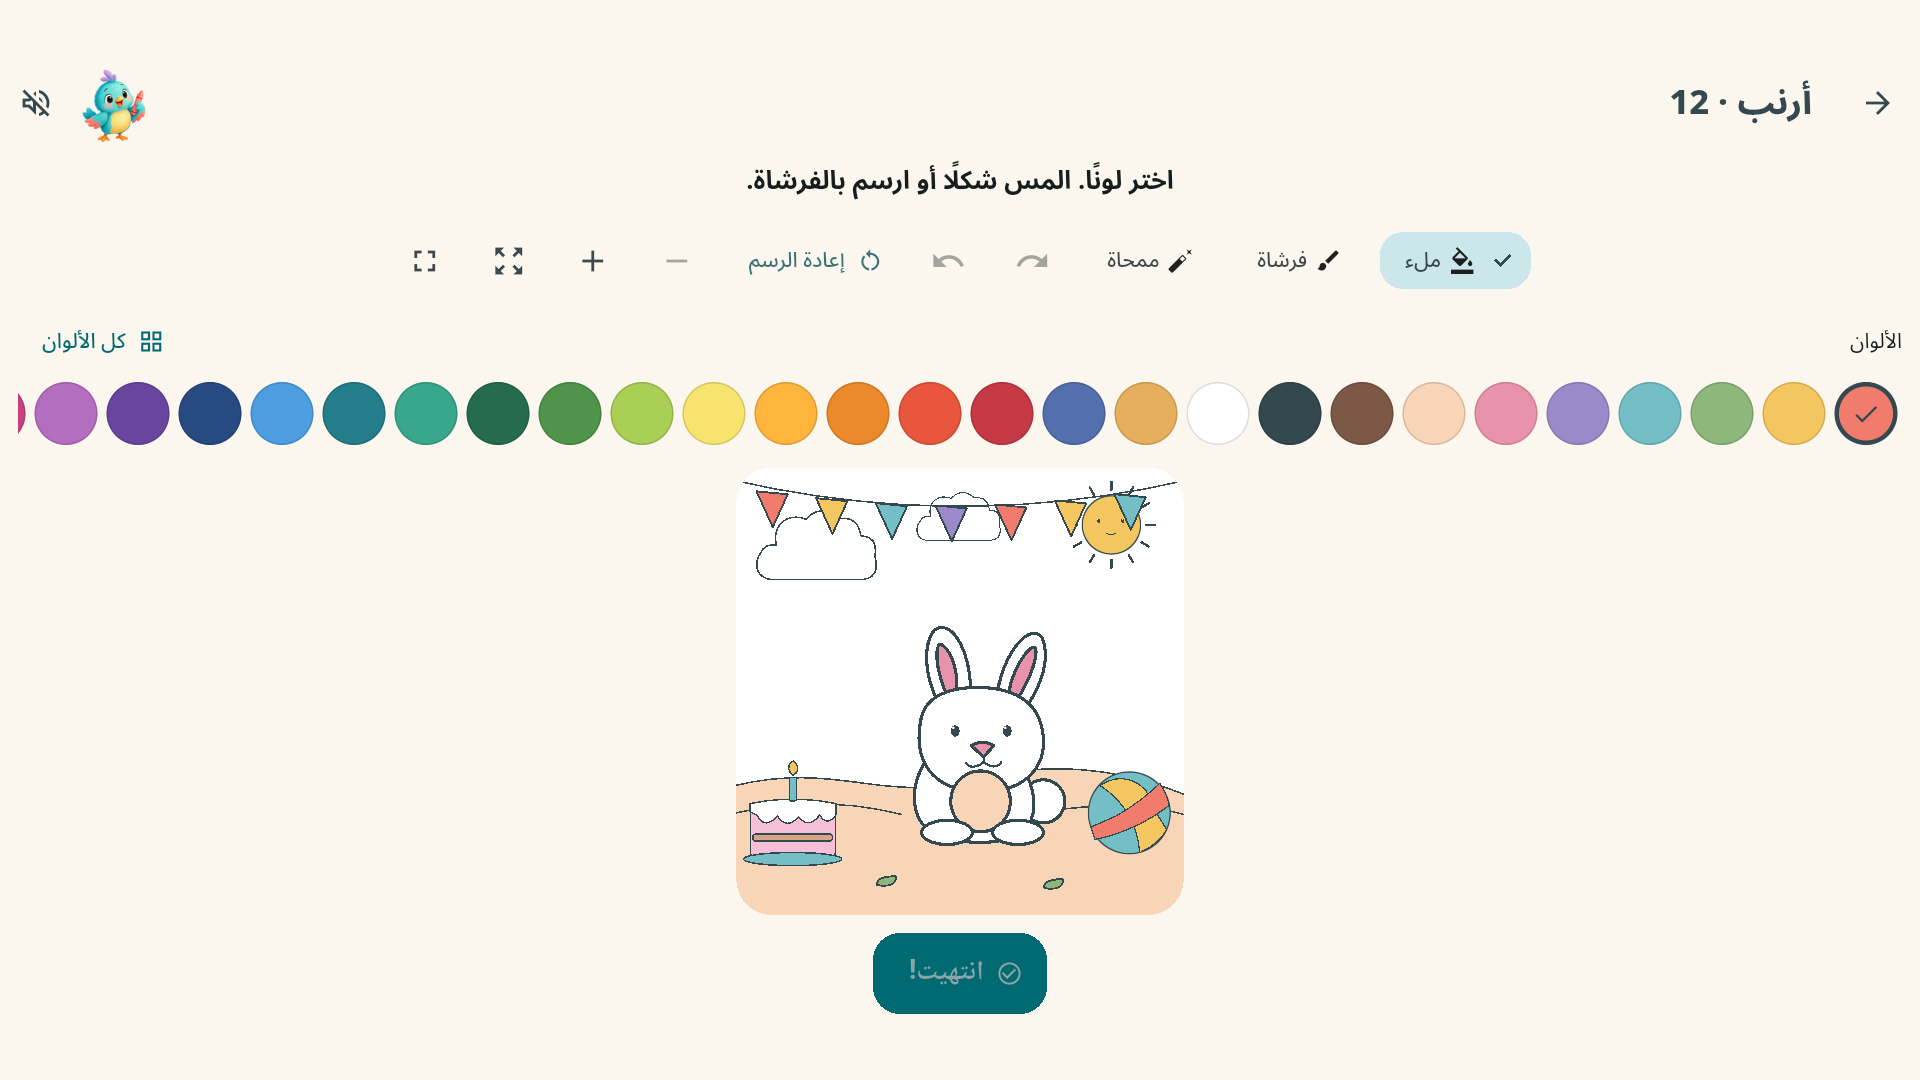 أرنب · 12
اختر لونًا. المس شكلًا أو ارسم بالفرشاة.
ملء
فرشاة
ممحاة
إعادة الرسم
الألوان
كل الألوان
انتهيت!